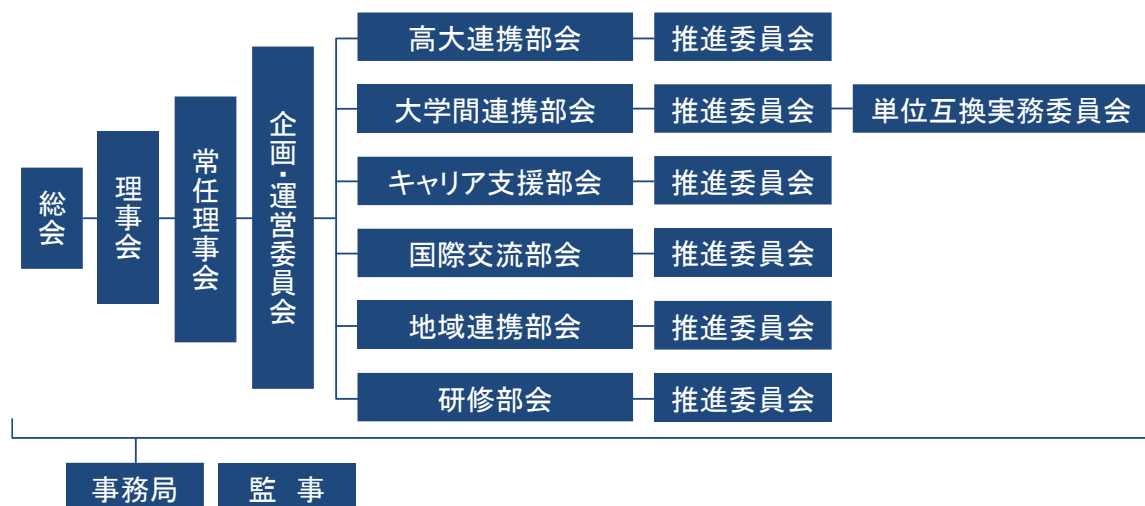 総会
理事会
常任理事会
企画・運営委員会
高大連携部会
推進委員会
大学間連携部会
推進委員会
単位互換実務委員会
キャリア支援部会
推進委員会
国際交流部会
推進委員会
地域連携部会
推進委員会
研修部会
推進委員会
事務局
監　事